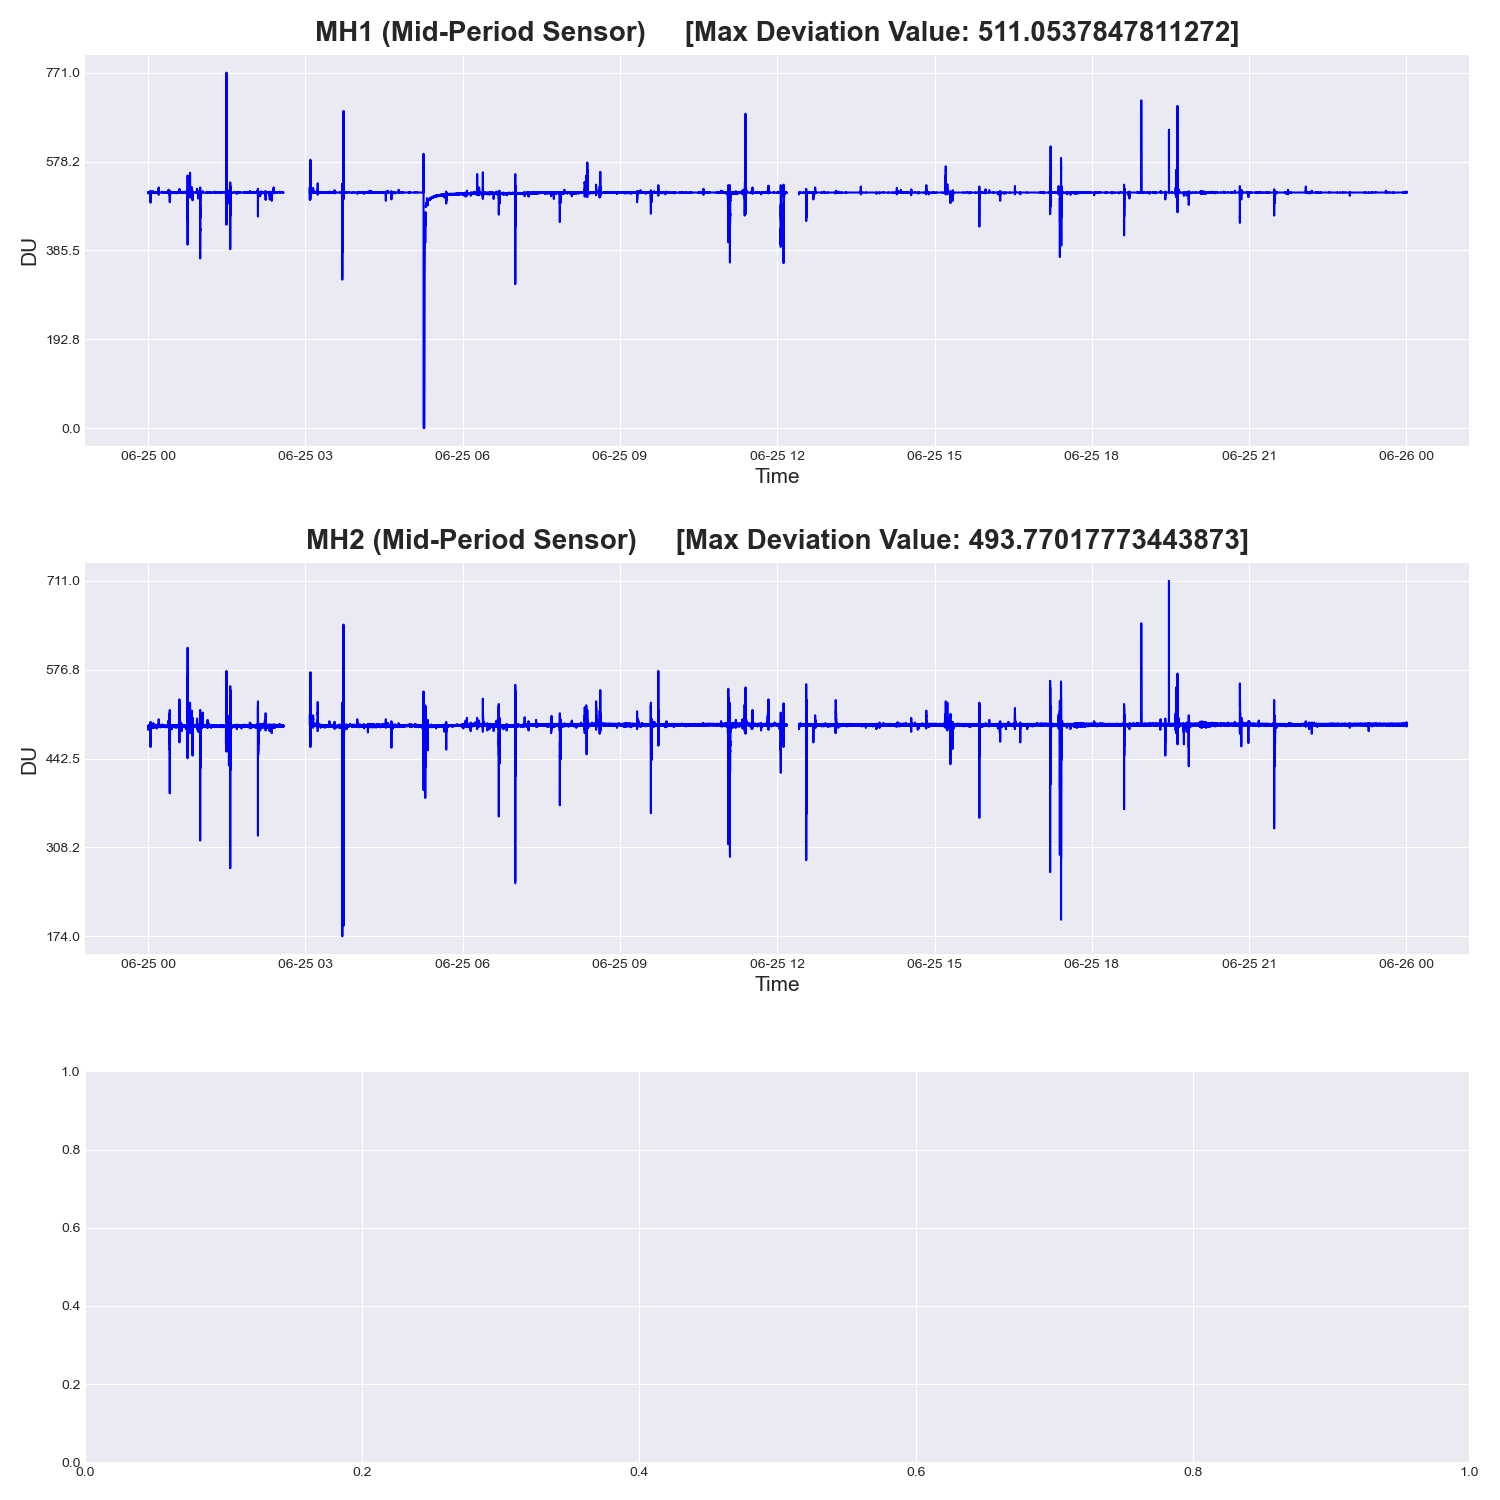 MH1 (Mid-Period Sensor) [Max Deviation Value: 511.0537847811272]
771.0
578.2
385.5
192.8
0.0
DU
06-25 00 06-25 03 06-25 06 06-25 09 06-25 12 06-25 15 06-25 18 06-25 21 06-26 00
Time
MH2 (Mid-Period Sensor) [Max Deviation Value: 493.77017773443873]
711.0
576.8
442.5
308.2
174.0
DU
06-25 00 06-25 03 06-25 06 06-25 09 06-25 12 06-25 15 06-25 18 06-25 21 06-26 00
Time
1.0
0.8
0.6
0.4
0.2
0.0
0.0 0.2 0.4 0.6 0.8 1.0